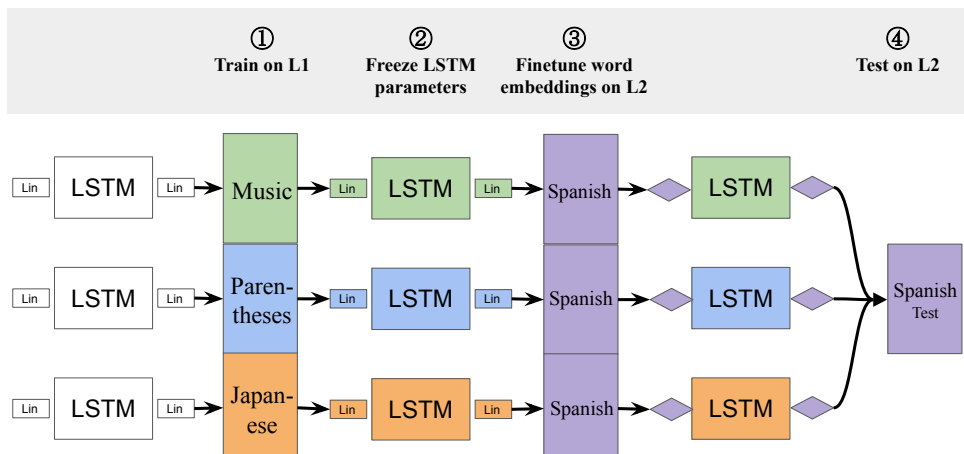 ① ② ③ ④
Train on L1 Freeze LSTM Finetune word Test on L2
parameters embeddings on L2
Lin LSTM Lin Music Lin LSTM Lin Spanish LSTM
Lin LSTM Lin Paren- Lin LSTM Lin Spanish LSTM Spanish
theses Test
Lin LSTM Lin Japan- Lin LSTM Lin Spanish LSTM
ese